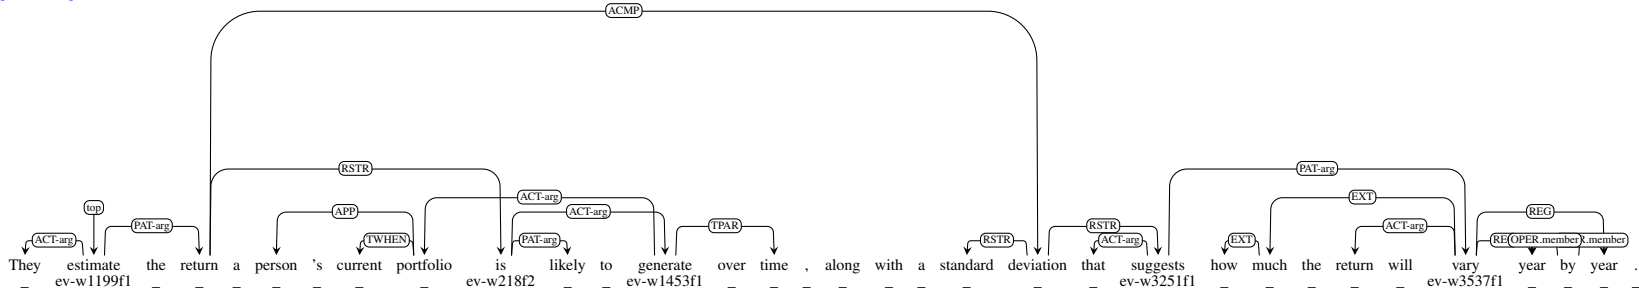 ACMP
RSTR PAT-arg
ACT-arg EXT
top APP ACT-arg REG
PAT-arg TPAR RSTR ACT-arg
ACT-arg TWHEN PAT-arg RSTR ACT-arg EXT OPER.member R.member
They estimate the return a person 's current portfolio is likely to generate over time , along with a standard deviation that suggests how much the return will vary year by year .
_ ev-w1199f1 _ _ _ _ _ _ _ ev-w218f2 _ _ ev-w1453f1 _ _ _ _ _ _ _ _ _ ev-w3251f1 _ _ _ _ _ ev-w3537f1 _ _ _ _